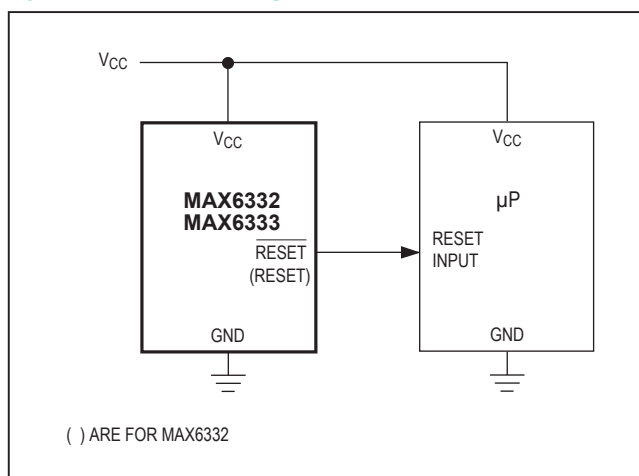 VCC
VCC
MAX6332
MAX6333
RESET
(RESET)
GND
VCC
µP
RESET
INPUT
GND
( ) ARE FOR MAX6332